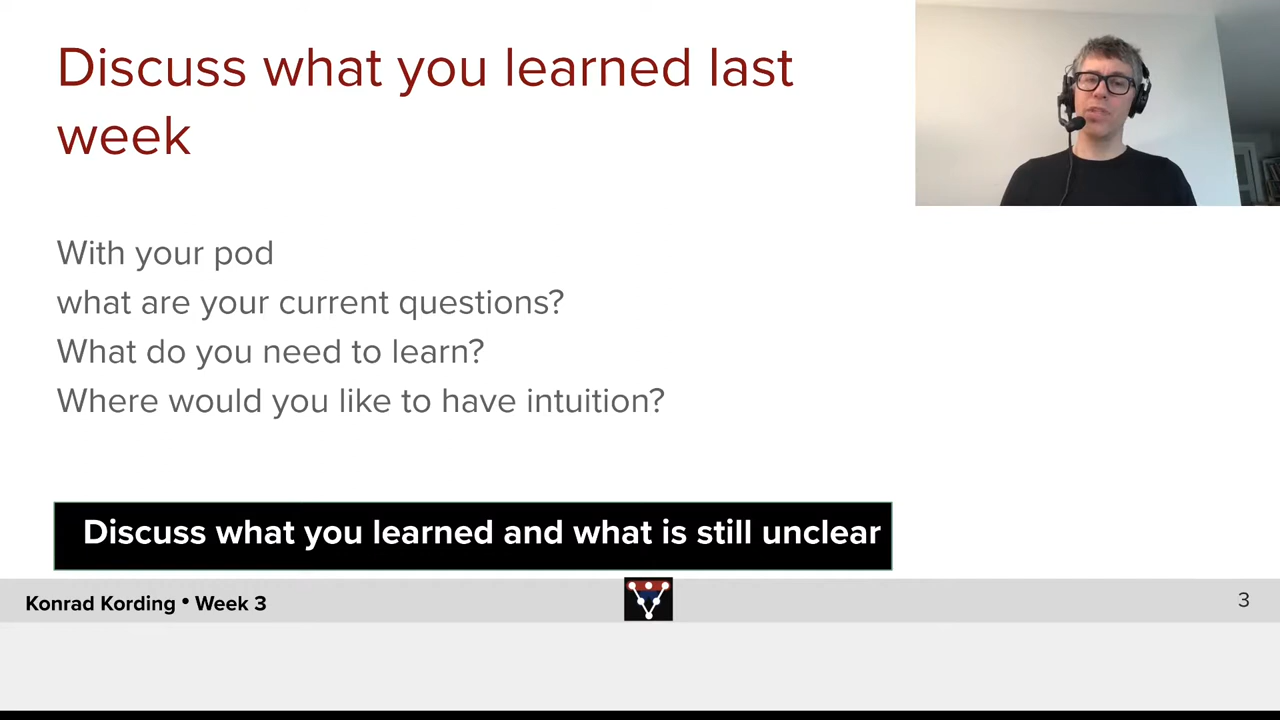 Discuss what you learned last
week
With your pod
what are your current questions?
What do you need to learn?
Where would you like to have intuition?
Discuss what you learned and what is still unclear
Konrad Kording • Week 3
3